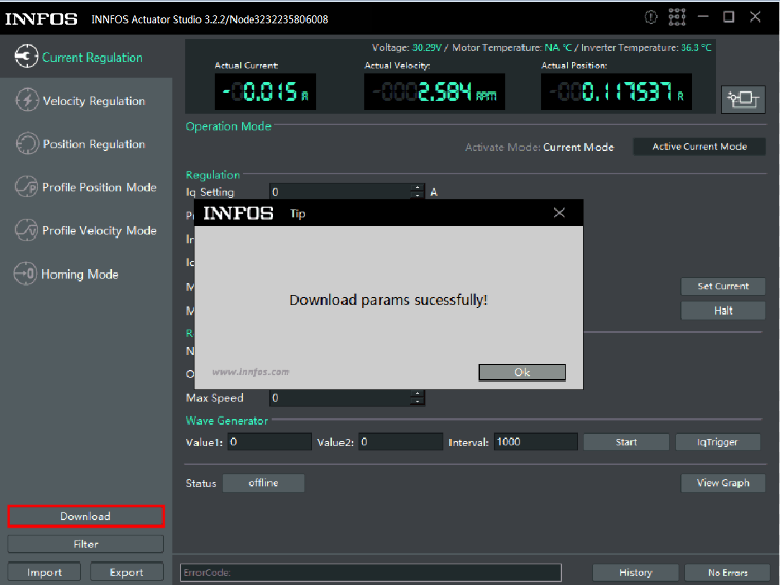 INNFOS INNFOS Actuator Studio 3.2.2/Node3232235806008
Current Regulation
Velocity Regulation
Position Regulation
Profile Position Mode
Profile Velocity Mode
Homing Mode
Download
Filter
Import Export
Voltage: 30.29V / Motor Temperature: NA °C / Inverter Temperature: 36.3 °C
Actual Current: Actual Velocity: Actual Position:
-00.015 A -0002.584 RPM -000.117537 R
Operation Mode
Activate Mode: Current Mode Active Current Mode
Regulation
Iq Setting 0 A
INNFOS Tip
Download params sucessfully!
www.innfos.com
Ok
Set Current
Halt
Max Speed 0
Wave Generator
Value1: 0 Value2: 0 Interval: 1000 Start IqTrigger
Status offline View Graph
ErrorCode: History No Errors